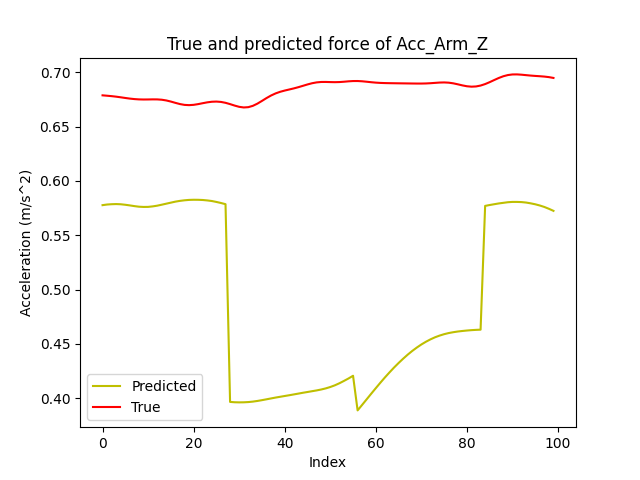 True and predicted force of Acc_Arm_Z
Acceleration (m/s^2)
0.70
0.65
0.60
0.55
0.50
0.45
0.40
Predicted
True
0 20 40 60 80 100
Index